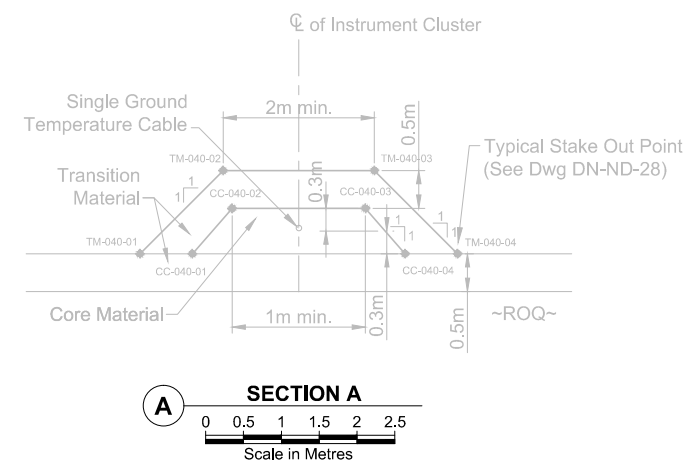 ℄ of Instrument Cluster
Single Ground
Temperature Cable
2m min.
0.5m
TM-040-02
TM-040-03
Typical Stake Out Point
(See Dwg DN-ND-28)
Transition
Material
1
1
CC-040-02
0.3m
CC-040-03
1
1
1
1
TM-040-01
TM-040-04
CC-040-01
CC-040-04
Core Material
1m min.
0.3m
0.5m
~ROQ~
A
SECTION A
0 0.5 1 1.5 2 2.5
Scale in Metres